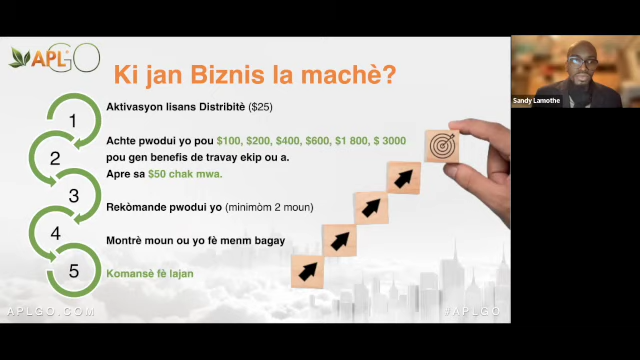 APLGO
Ki jan Biznis la machè?
1
Aktivasyon lisans Distribitè ($25)
2
Achte pwodui yo pou $100, $200, $400, $600, $1 800, $ 3000
pou gen benefis de travay ekip ou a.
Apre sa $50 chak mwa.
3
Rekòmande pwodui yo (minimòm 2 moun)
4
Montrè moun ou yo fè menm bagay
5
Komansè fè lajan
APLGO.COM
#APLGO
Sandy Lamothe